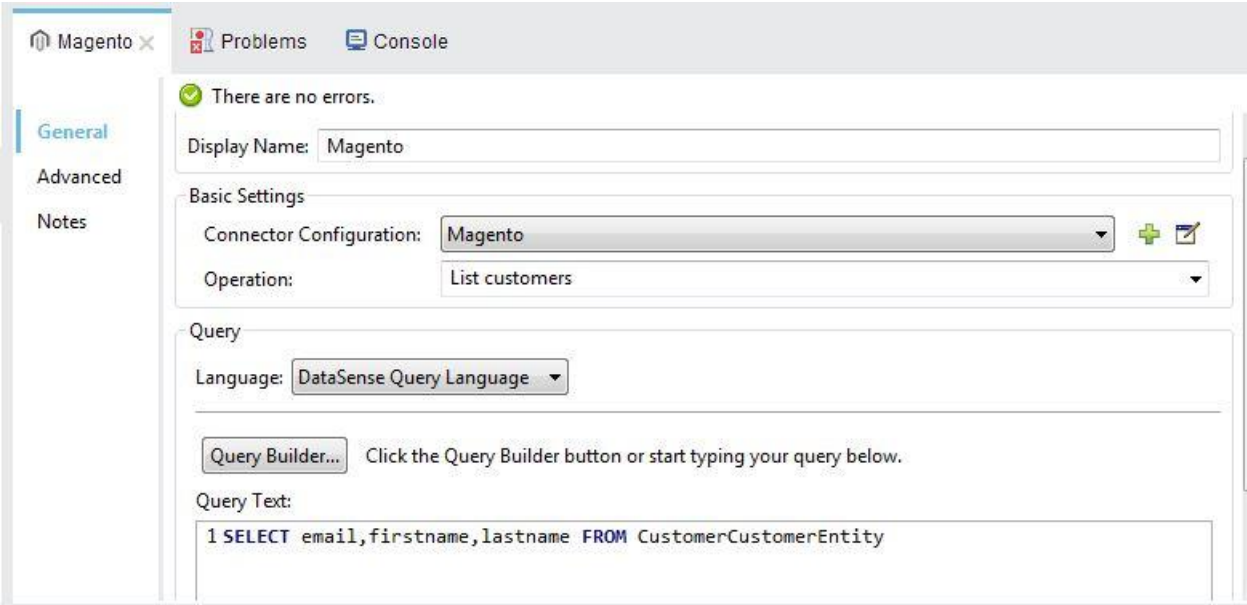 Magento Problems Console
There are no errors.
General
Display Name: Magento
Advanced
Basic Settings
Notes
Connector Configuration: Magento
Operation: List customers
Query
Language: DataSense Query Language
Query Builder... Click the Query Builder button or start typing your query below.
Query Text:
1 SELECT email,firstname,lastname FROM CustomerCustomerEntity